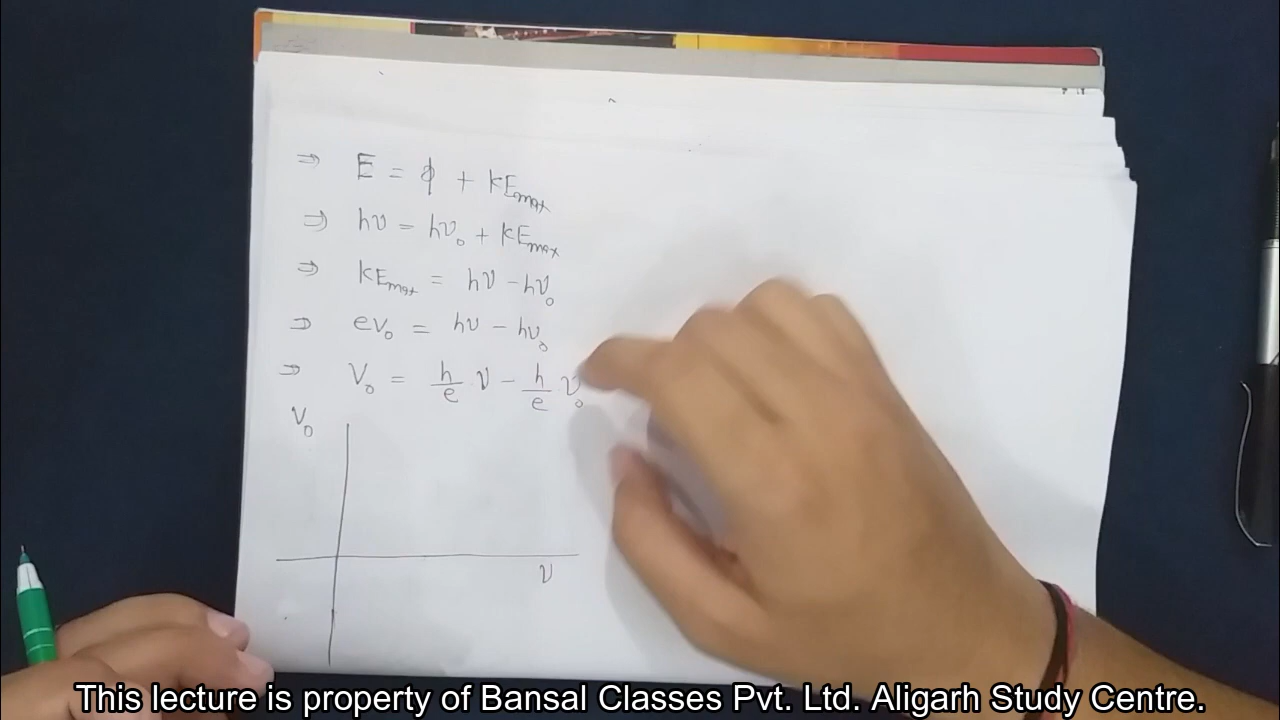 ⇒ E = ϕ + KEmax
⇒ hν = hν₀ + KEmax
⇒ KEmax = hν - hν₀
⇒ eV₀ = hν - hν₀
⇒ V₀ = h/e ν - h/e ν₀
V₀
ν
This lecture is property of Bansal Classes Pvt. Ltd. Aligarh Study Centre.